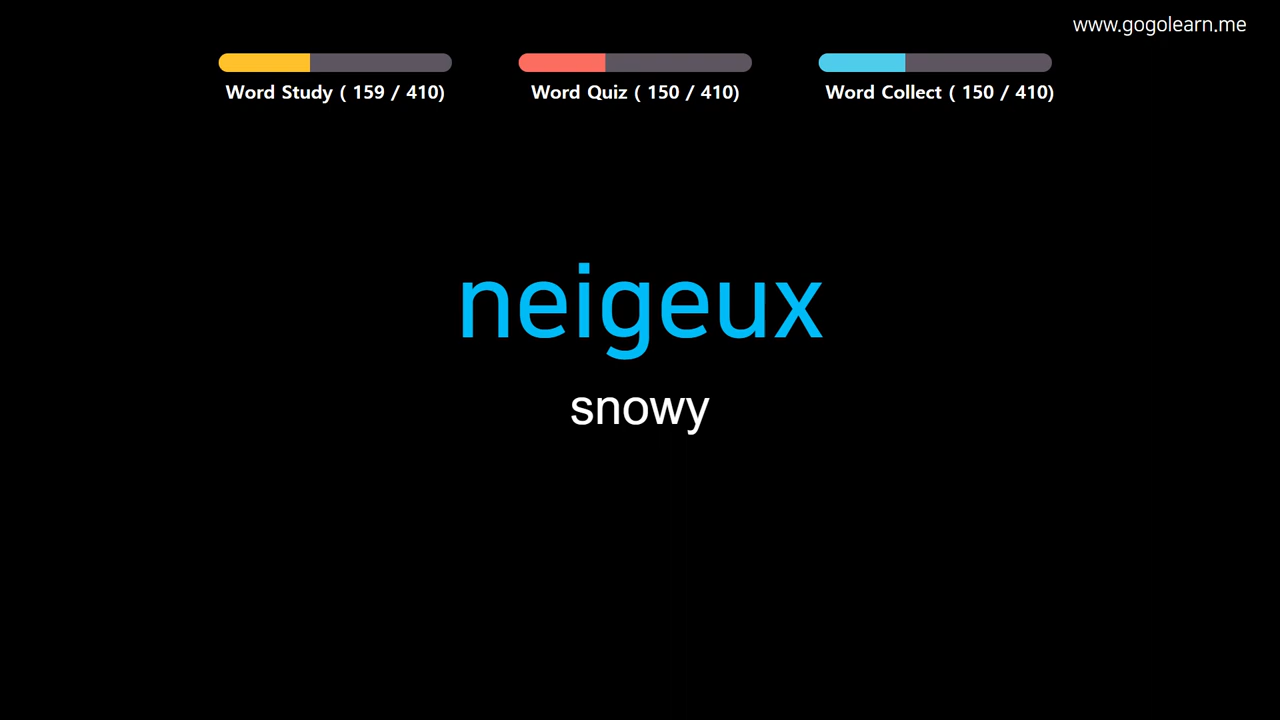 www.gogolearn.me
Word Study ( 159 / 410)
Word Quiz ( 150 / 410)
Word Collect ( 150 / 410)
neigeux
snowy